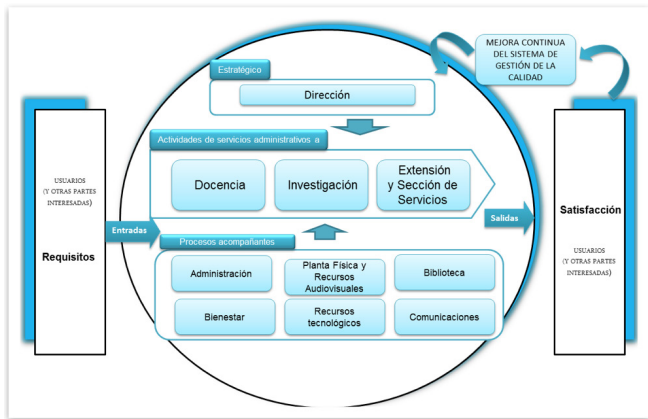 MEJORA CONTINUA
DEL SISTEMA DE
GESTIÓN DE LA
CALIDAD
Estratégico
Dirección
Actividades de servicios administrativos a
Docencia
Investigación
Extensión
y Sección de
Servicios
USUARIOS
(Y OTRAS PARTES
INTERESADAS)
Requisitos
Entradas
Salidas
Satisfacción
USUARIOS
(Y OTRAS PARTES
INTERESADAS)
Procesos acompañantes
Administración
Planta Física y
Recursos
Audiovisuales
Biblioteca
Bienestar
Recursos
tecnológicos
Comunicaciones